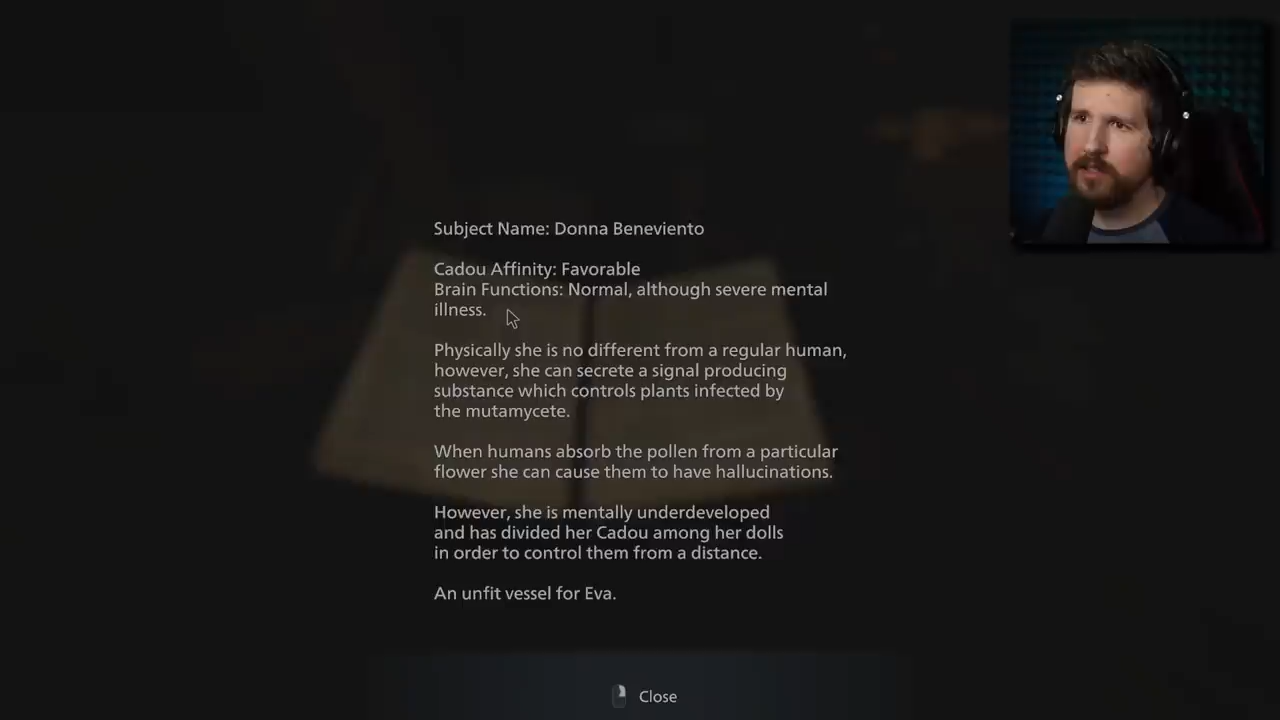 Subject Name: Donna Beneviento
Cadou Affinity: Favorable
Brain Functions: Normal, although severe mental
illness.
Physically she is no different from a regular human,
however, she can secrete a signal producing
substance which controls plants infected by
the mutamycete.
When humans absorb the pollen from a particular
flower she can cause them to have hallucinations.
However, she is mentally underdeveloped
and has divided her Cadou among her dolls
in order to control them from a distance.
An unfit vessel for Eva.
Close